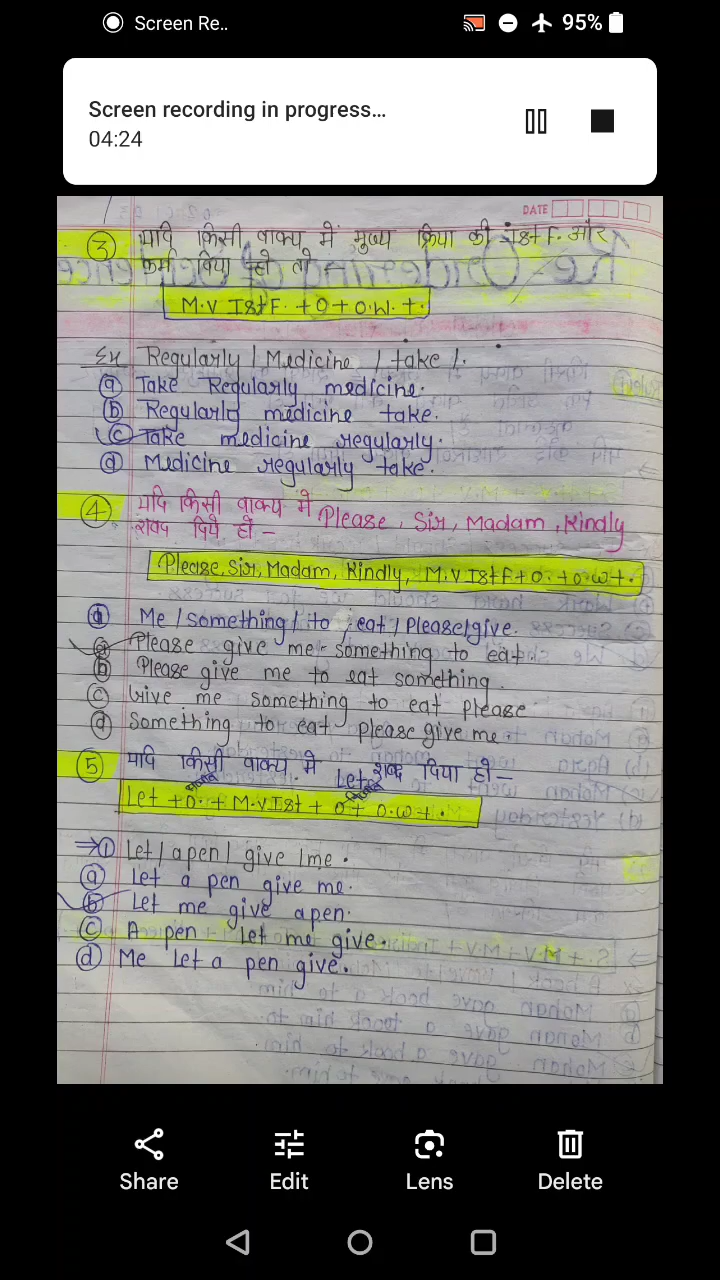 Screen Re..
95%
Screen recording in progress...
04:24
DATE
③ यदि किसी वाक्य में मुख्य क्रिया की Ist F. और
कर्म दिया हो तो -
M.V Ist F. + O + O.W. + .
Ex Regularly / Medicine / take / .
ⓐ Take Regularly medicine.
ⓑ Regularly medicine take.
ⓒ Take medicine regularly.
ⓓ Medicine regularly take.
④ यदि किसी वाक्य में Please, Sir, Madam, Kindly
शब्द दिये हो -
Please, Sir, Madam, Kindly, M.V Ist F + O. + O.W + .
Me / something / to / eat / Please / give.
ⓐ Please give me something to eat.
ⓑ Please give me to eat something.
ⓒ Give me something to eat please
ⓓ Something to eat please give me.
⑤ यदि किसी वाक्य मे Let शब्द दिया हो -
Let + O. + M.V Ist + O + O.W + .
→① Let / a pen / give / me .
ⓐ Let a pen give me.
ⓑ Let me give a pen.
ⓒ A pen let me give.
ⓓ Me Let a pen give.
Share Edit Lens Delete